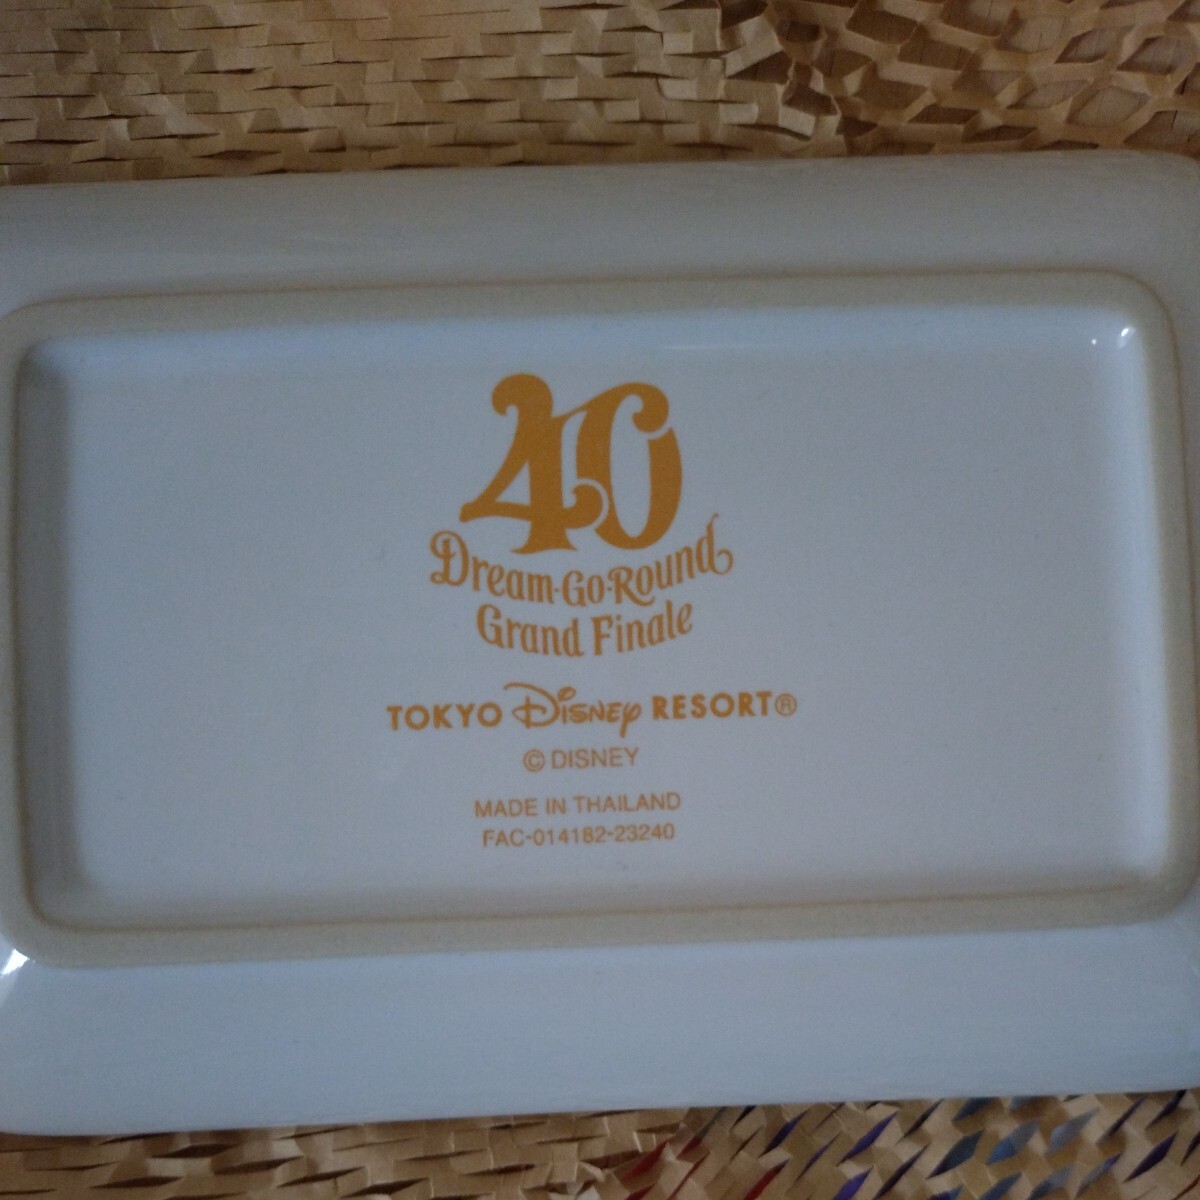 40
Dream-Go-Round
Grand Finale
TOKYO Disney RESORT®
© DISNEY
MADE IN THAILAND
FAC-014182-23240